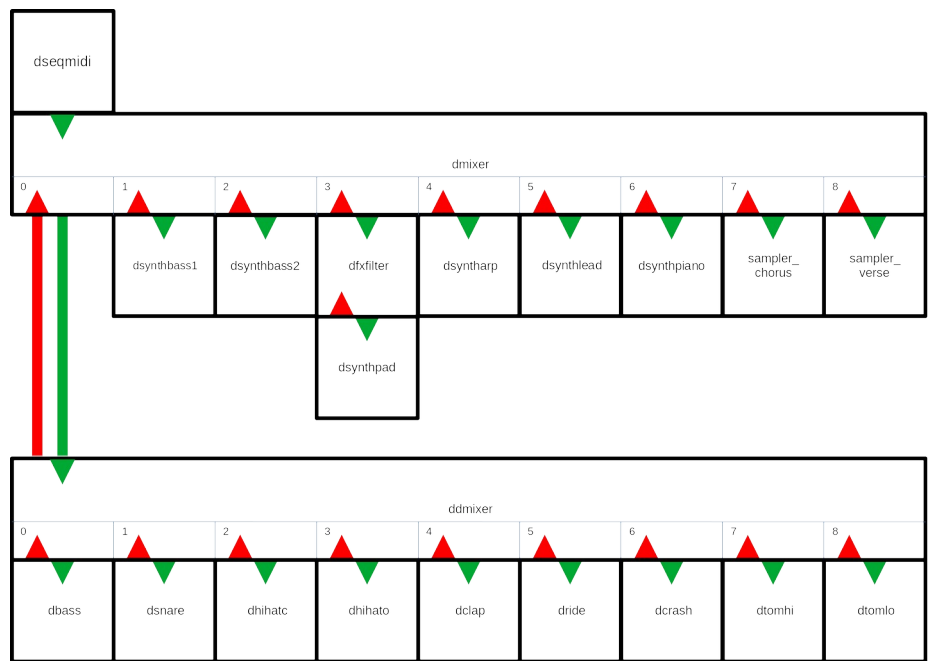 dseqmidi
dmixer
0 1 2 3 4 5 6 7 8
dsynthbass1 dsynthbass2 dfxfilter dsyntharp dsynthlead dsynthpiano sampler_ sampler_
chorus verse
dsynthpad
ddmixer
0 1 2 3 4 5 6 7 8
dbass dsnare dhihatc dhihato dclap dride dcrash dtomhi dtomlo